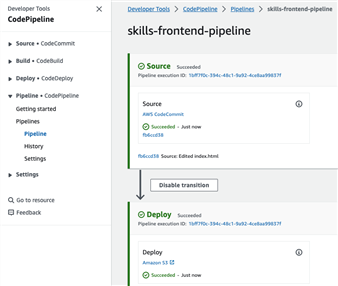 Developer Tools
CodePipeline
Source • CodeCommit
Build • CodeBuild
Deploy • CodeDeploy
Pipeline • CodePipeline
Getting started
Pipelines
Pipeline
History
Settings
Settings
Go to resource
Feedback
Developer Tools > CodePipeline > Pipelines > skills-frontend-pipeline
skills-frontend-pipeline
Source Succeeded
Pipeline execution ID: 1bff7f0c-394c-48c1-9a92-4ce8aa99837f
Source
AWS CodeCommit
Succeeded - Just now
fb6ccd38
fb6ccd38 Source: Edited index.html
Disable transition
Deploy Succeeded
Pipeline execution ID: 1bff7f0c-394c-48c1-9a92-4ce8aa99837f
Deploy
Amazon S3
Succeeded - Just now